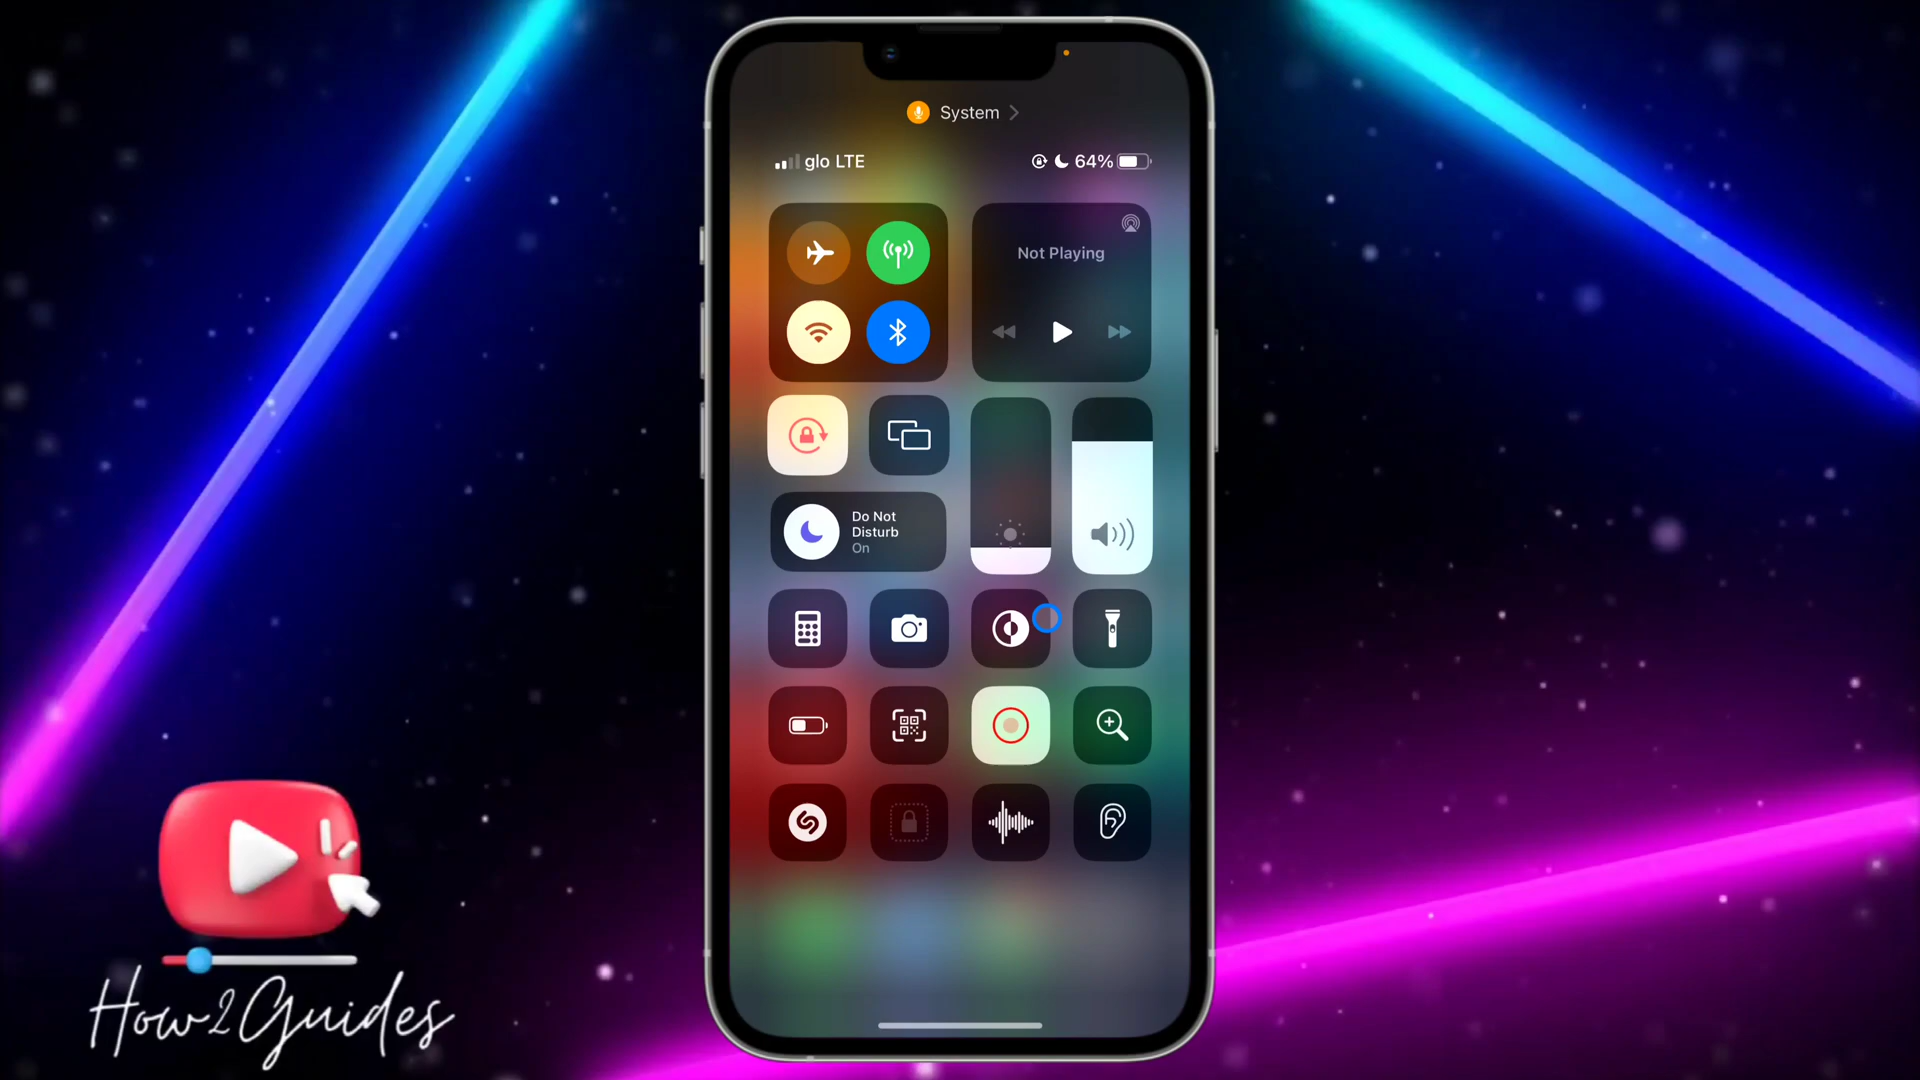 System
glo LTE
64%
Not Playing
Do Not
Disturb
On
How2Guides